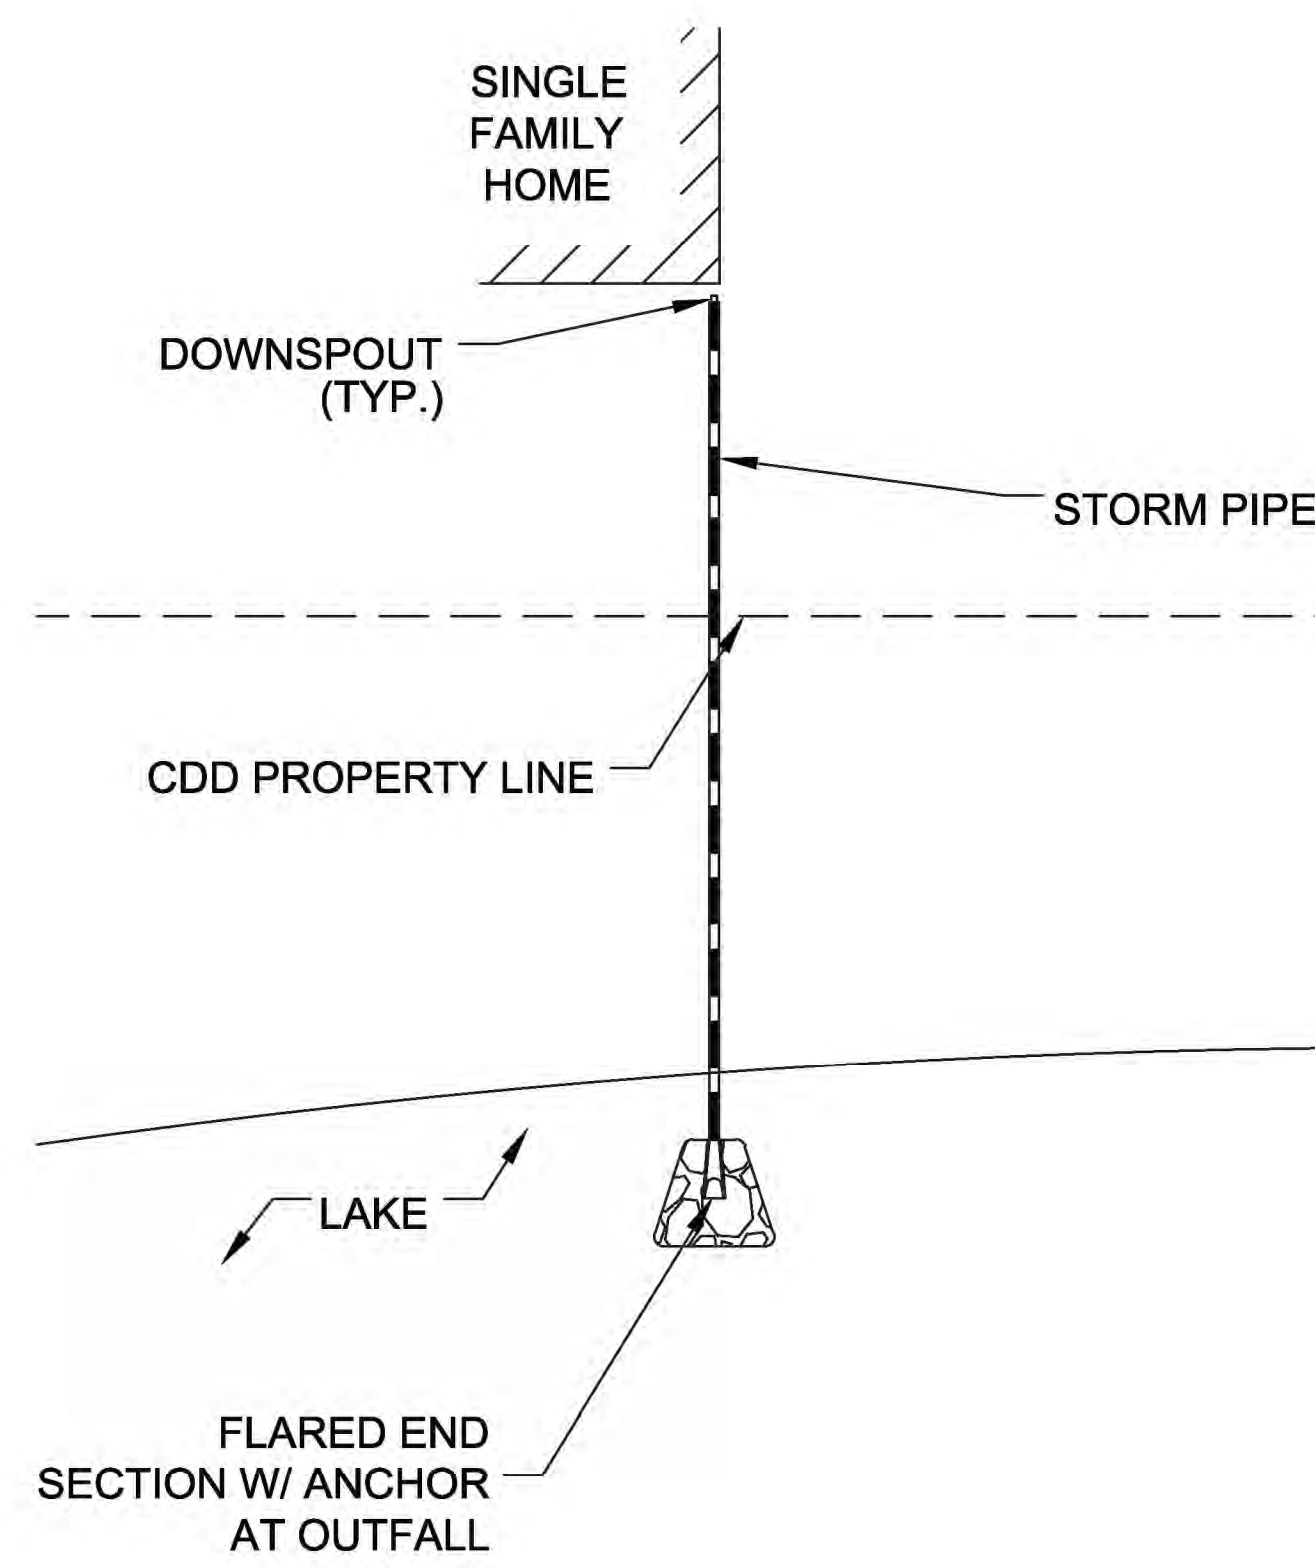 SINGLE
FAMILY
HOME
DOWNSPOUT
(TYP.)
STORM PIPE
CDD PROPERTY LINE
LAKE
FLARED END
SECTION W/ ANCHOR
AT OUTFALL